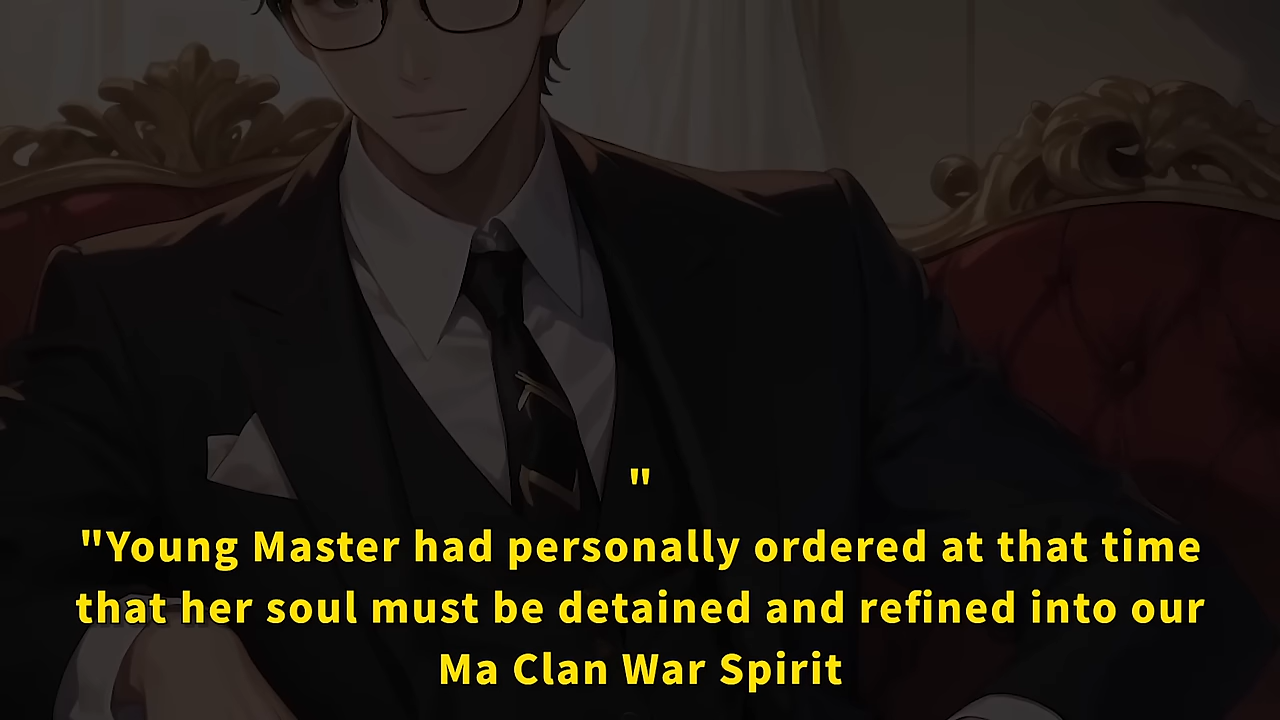 "
"Young Master had personally ordered at that time
that her soul must be detained and refined into our
Ma Clan War Spirit